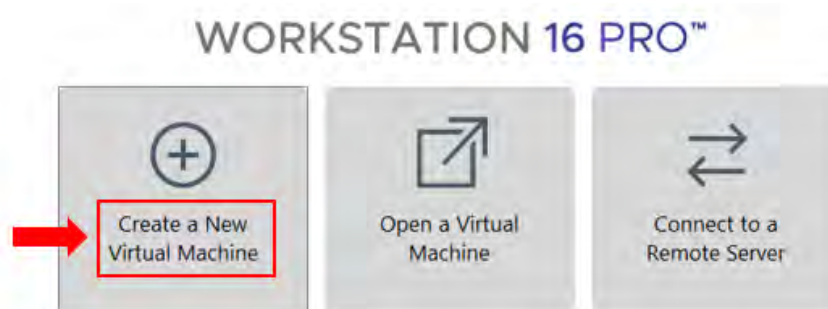 WORKSTATION 16 PRO™
Create a New
Virtual Machine
Open a Virtual
Machine
Connect to a
Remote Server